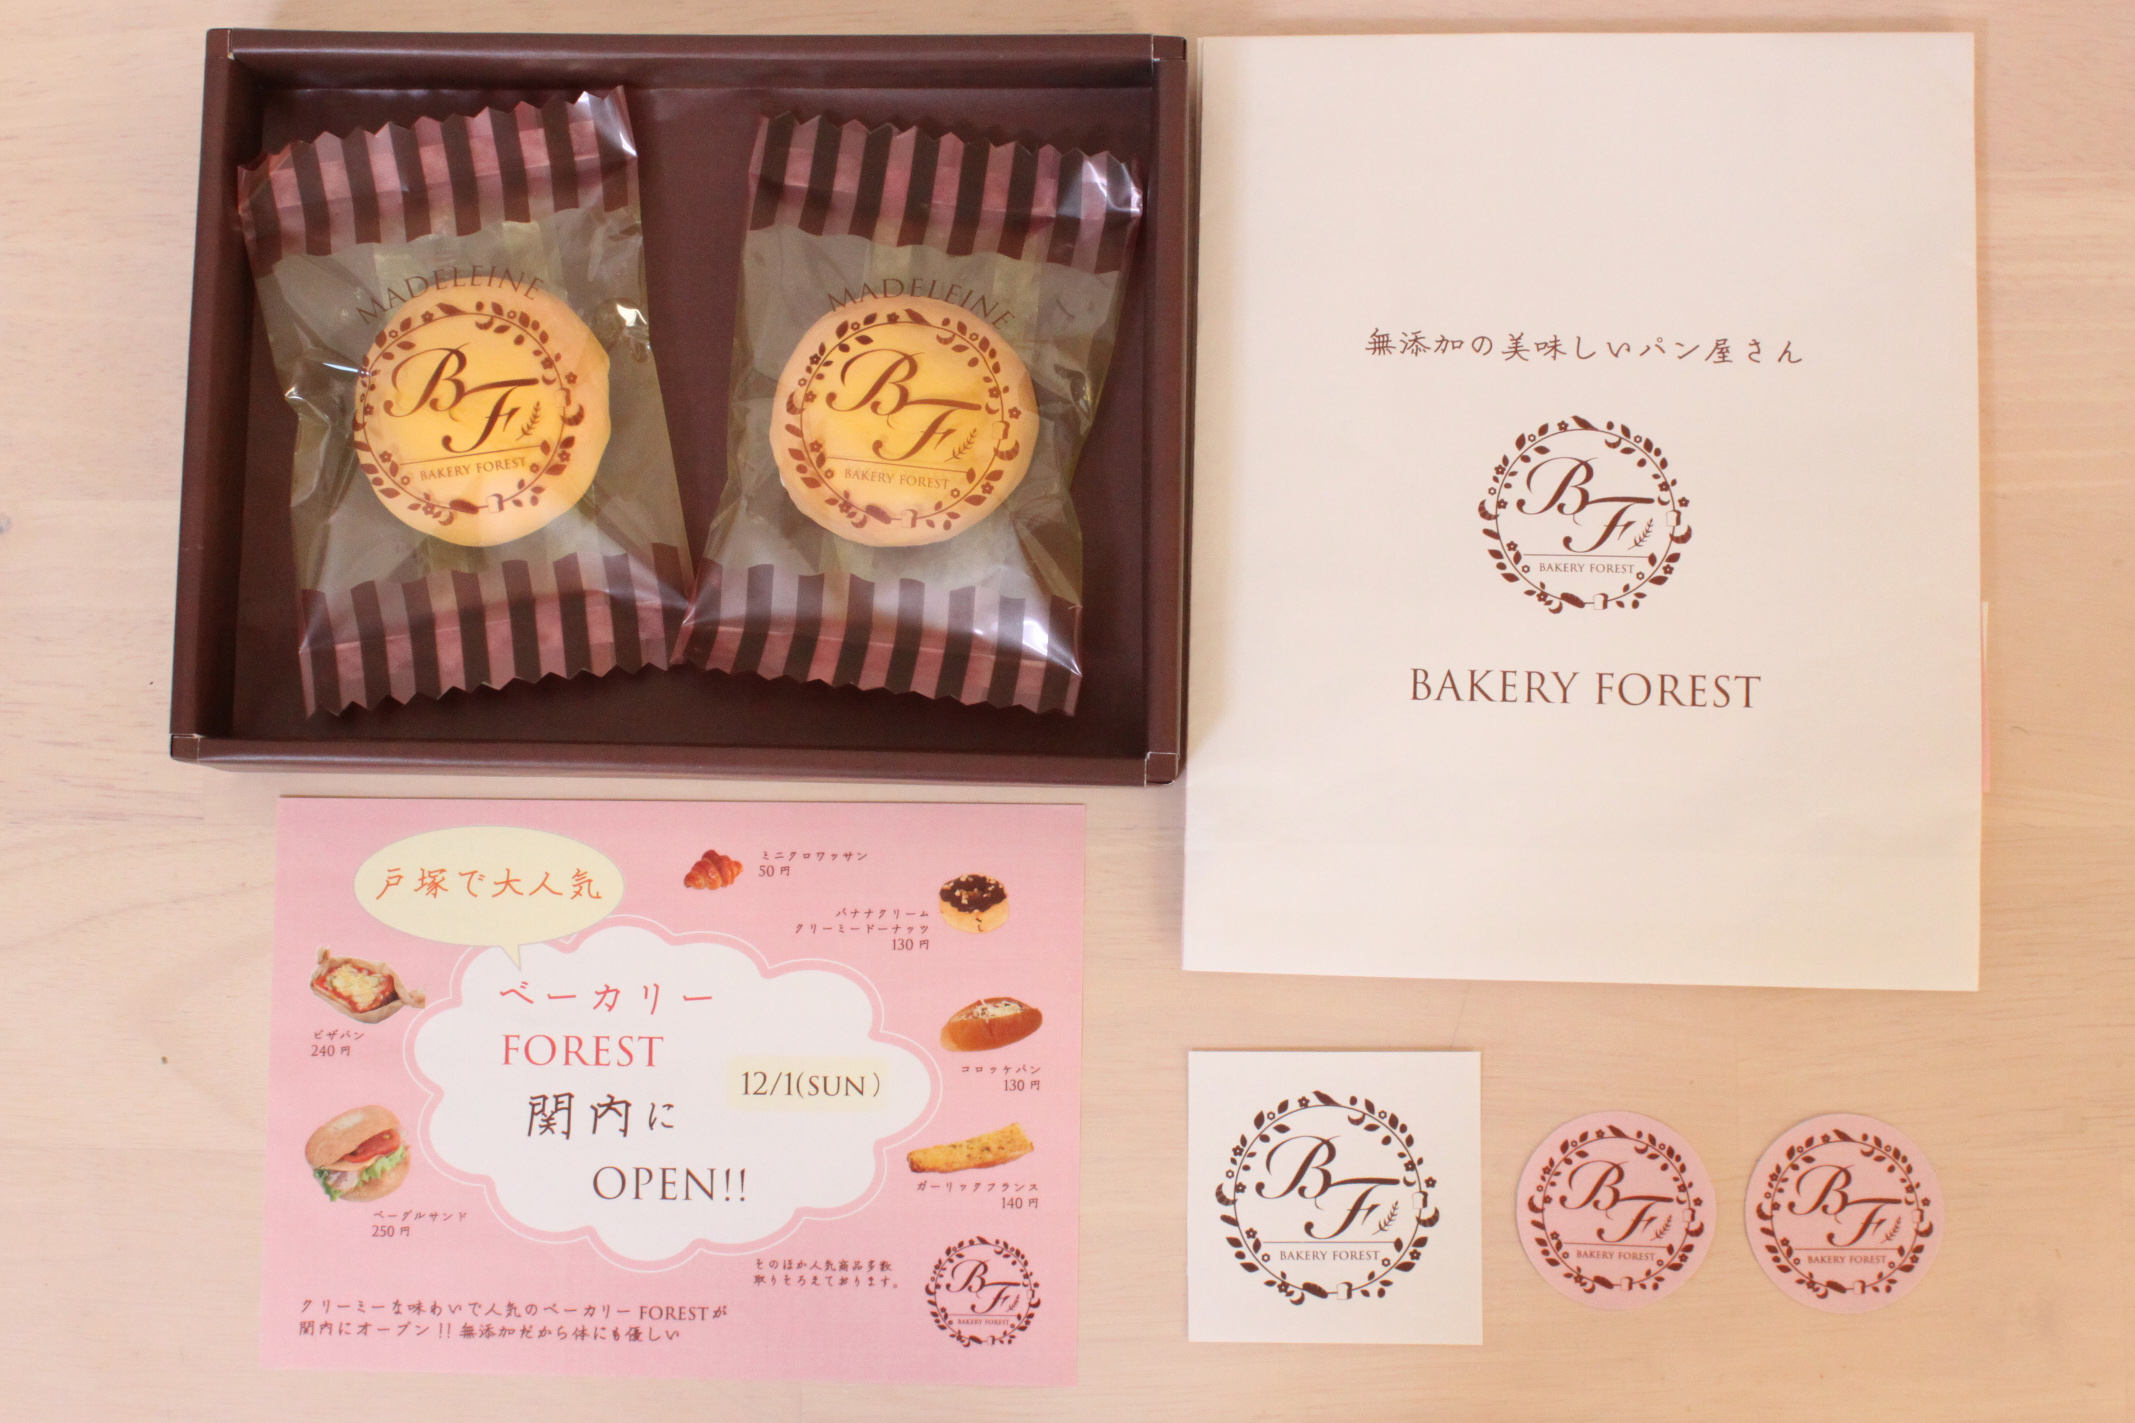 MADELEINE
BF
BAKERY FOREST
MADELEINE
BF
BAKERY FOREST
無添加の美味しいパン屋さん
BF
BAKERY FOREST
BAKERY FOREST
戸塚で大人気
ミニクロワッサン
50円
バナナクリーム
クリーミードーナッツ
130円
ピザパン
240円
ベーカリー
FOREST
12/1(SUN)
関内に
OPEN!!
コロッケパン
130円
ガーリックフランス
140円
ベーグルサンド
250円
そのほか人気商品多数
取りそろえております。
クリーミーな味わいで人気のベーカリーFORESTが
関内にオープン!!無添加だから体にも優しい
BF
BAKERY FOREST
BF
BAKERY FOREST
BF
BAKERY FOREST
BF
BAKERY FOREST